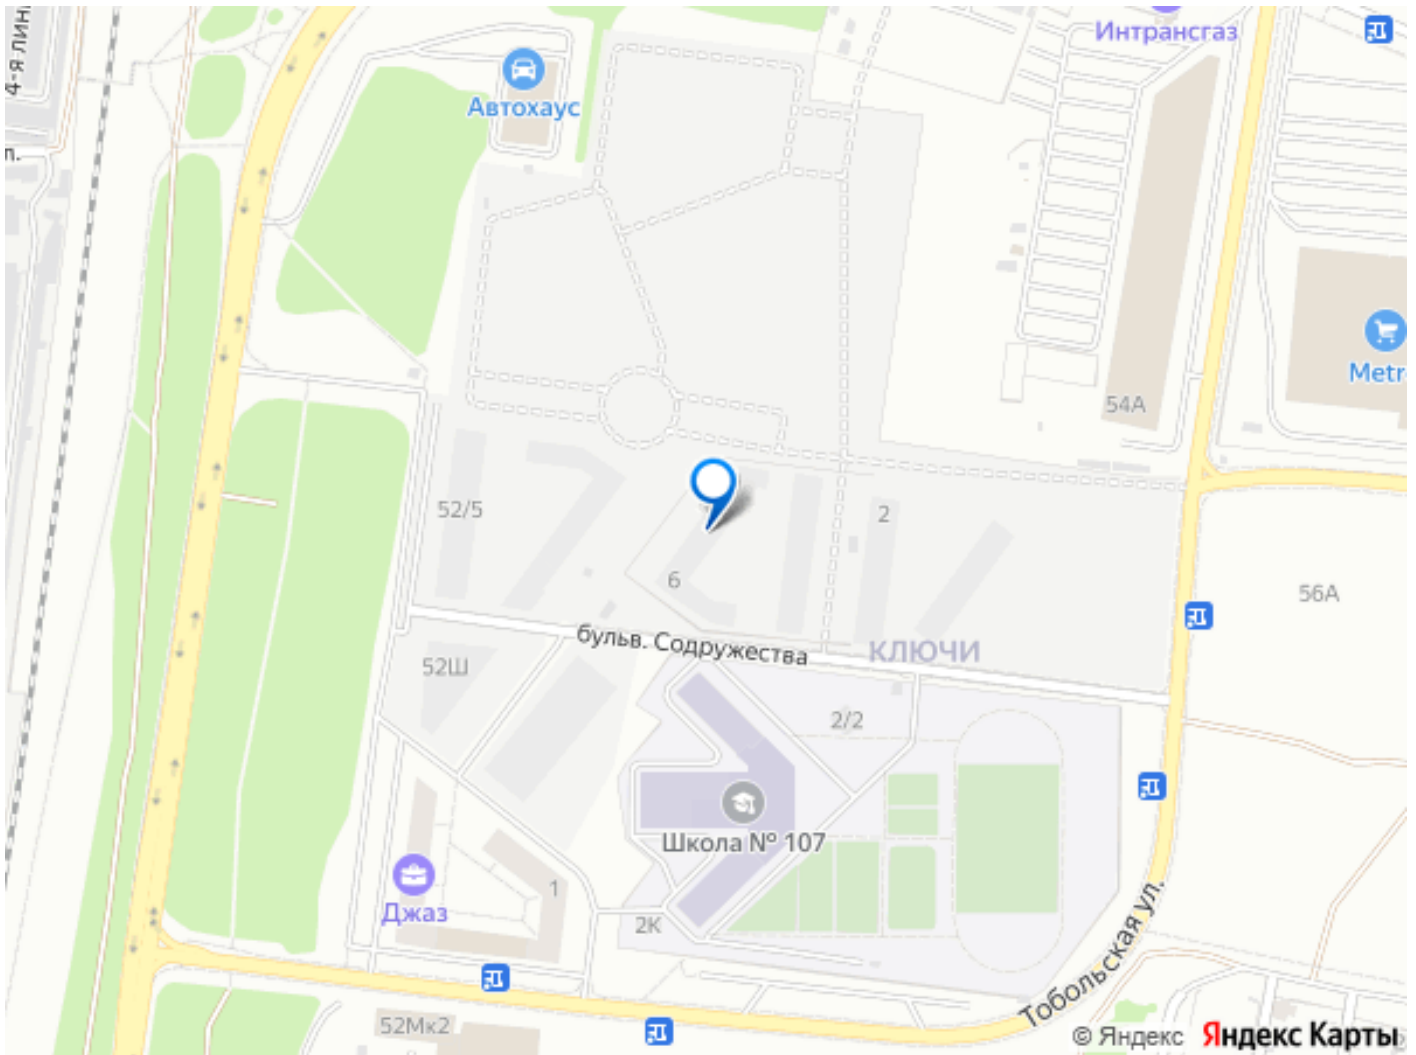 4-я лин
Интрансгаз
Автохаус
Metr
54А
52/5
2
6
56А
бульв. Содружества
КЛЮЧИ
52Ш
2/2
Школа № 107
1
Джаз
2К
Тобольская ул.
52Мк2
© Яндекс Яндекс Карты